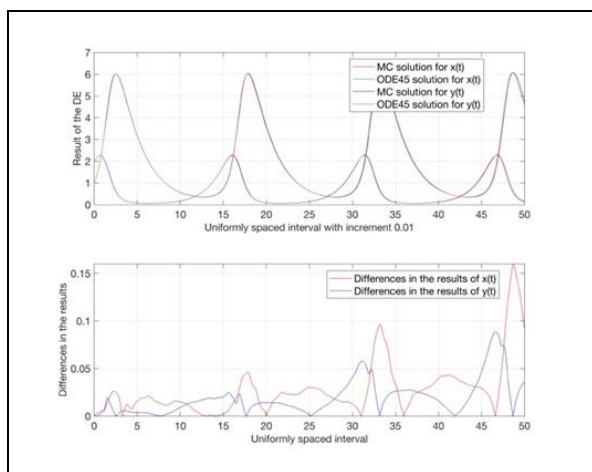 7
6
5
4
3
2
1
0
Result of the DE
MC solution for x(t)
ODE45 solution for x(t)
MC solution for y(t)
ODE45 solution for y(t)
0 5 10 15 20 25 30 35 40 45 50
Uniformly spaced interval with increment 0.01
0.15
0.1
0.05
0
Differences in the results
Differences in the results of x(t)
Differences in the results of y(t)
0 5 10 15 20 25 30 35 40 45 50
Uniformly spaced interval